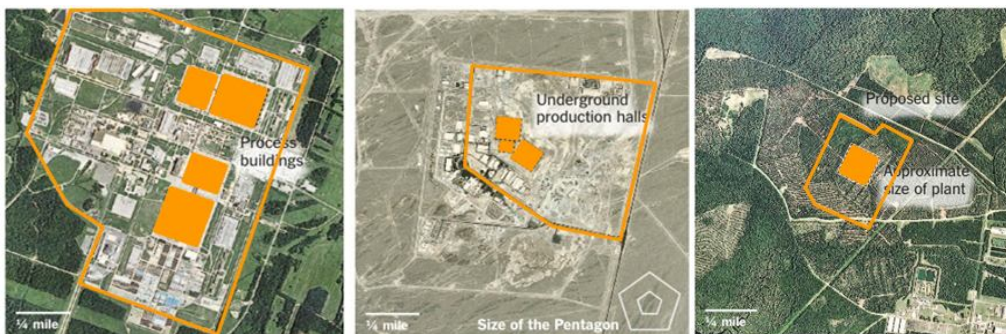 Process
buildings
¼ mile
Underground
production halls
¼ mile
Size of the Pentagon
Proposed site
Approximate
size of plant
¼ mile